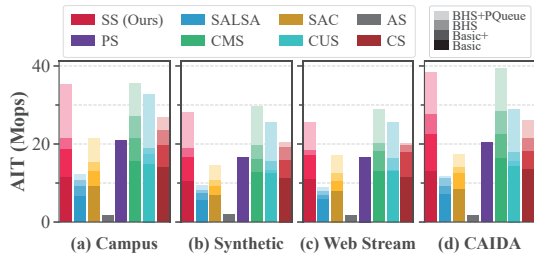 SS (Ours) SALSA SAC AS
PS CMS CUS CS
BHS+PQueue
BHS
Basic+
Basic
AIT (Mops)
40
20
0
(a) Campus (b) Synthetic (c) Web Stream (d) CAIDA